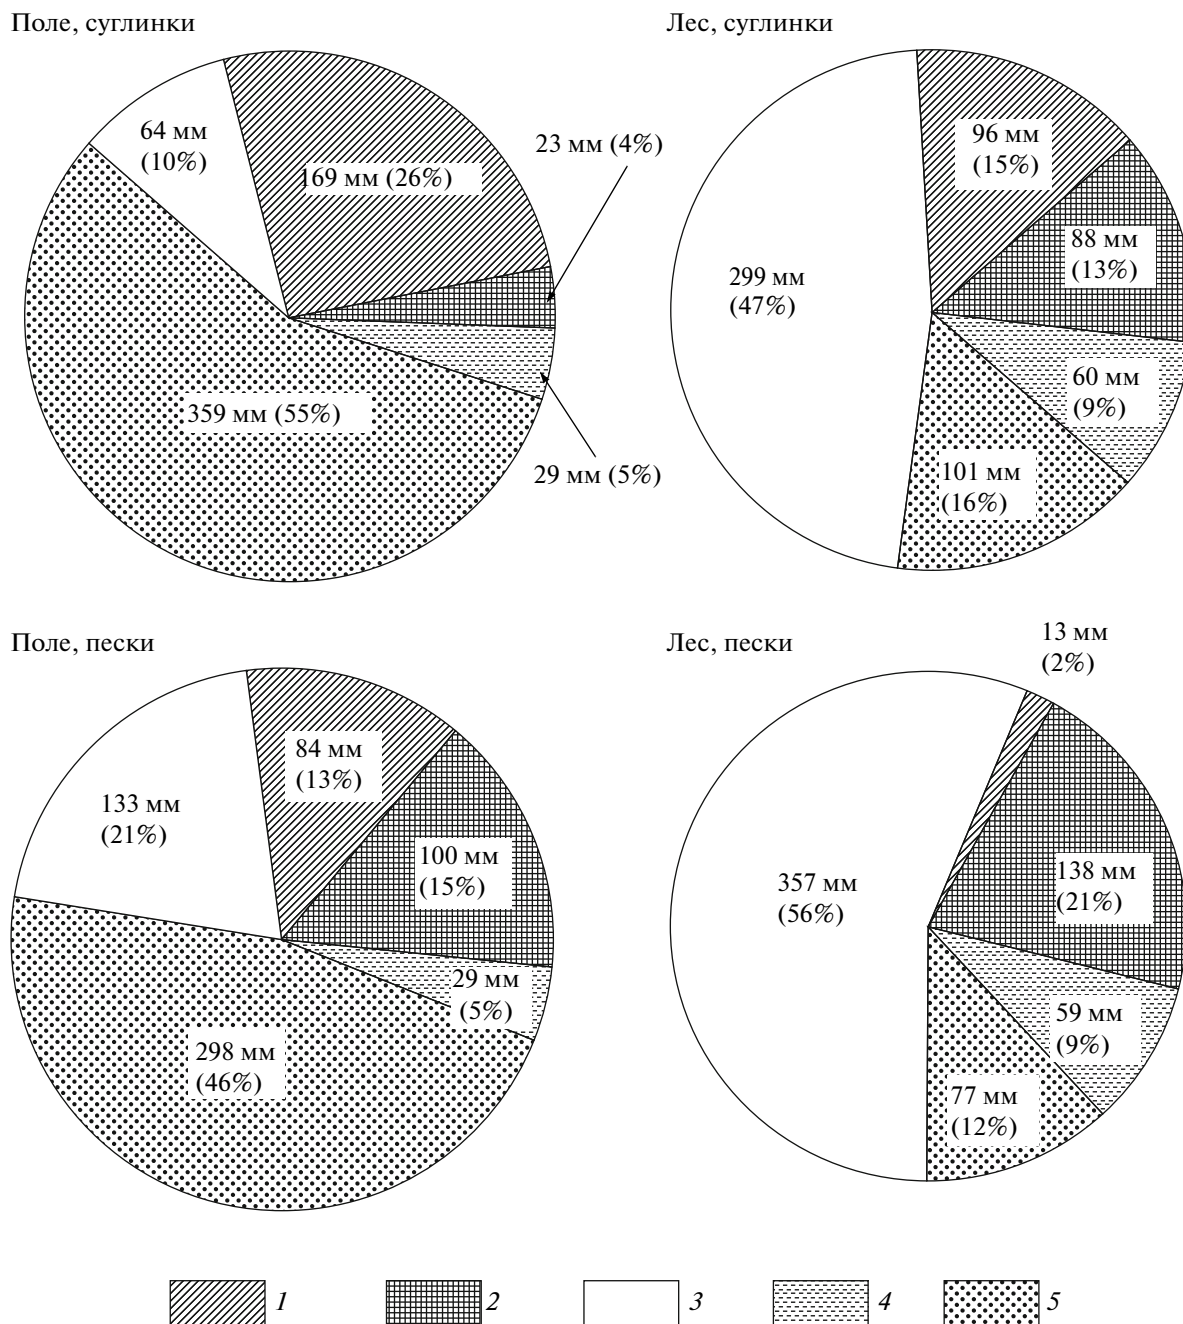 Поле, суглинки
64 мм
(10%)
169 мм (26%)
23 мм (4%)
359 мм (55%)
29 мм (5%)
Лес, суглинки
96 мм
(15%)
88 мм
(13%)
299 мм
(47%)
60 мм
(9%)
101 мм
(16%)
Поле, пески
84 мм
(13%)
133 мм
(21%)
100 мм
(15%)
29 мм
(5%)
298 мм
(46%)
Лес, пески
13 мм
(2%)
357 мм
(56%)
138 мм
(21%)
59 мм
(9%)
77 мм
(12%)
1 2 3 4 5